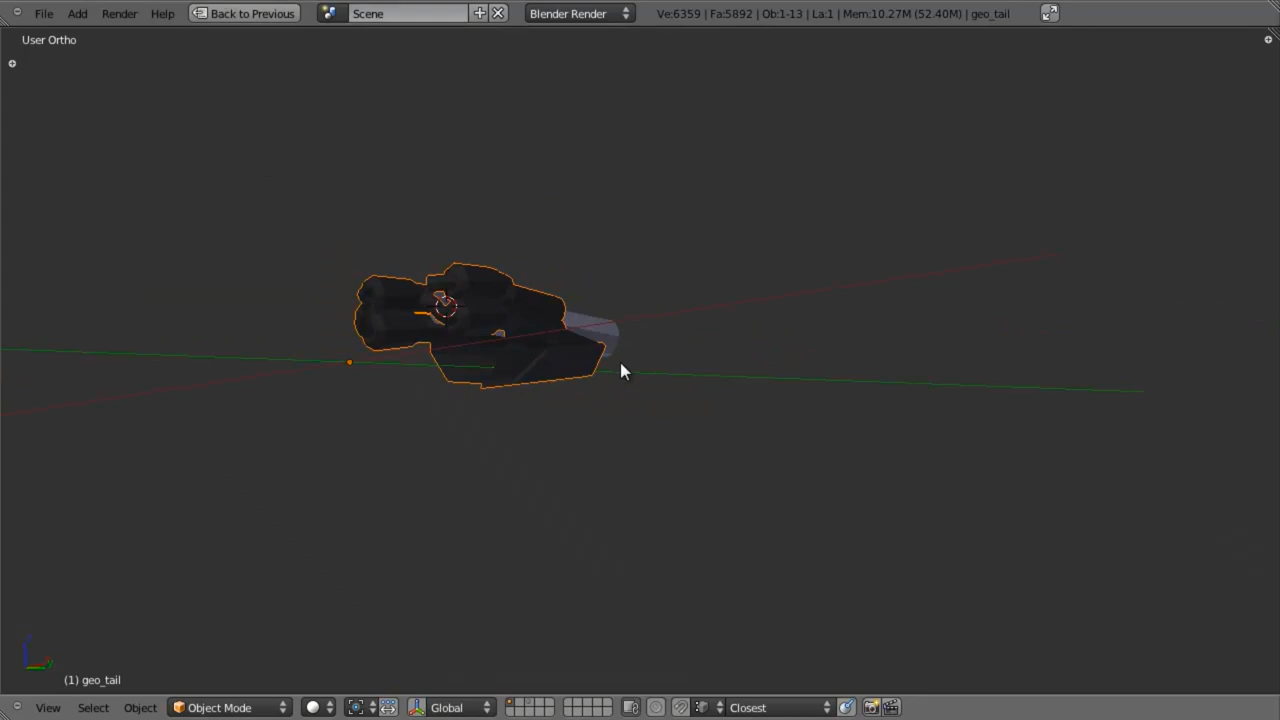 File Add Render Help Back to Previous Scene Blender Render Ve:6359 | Fa:5892 | Ob:1-13 | La:1 | Mem:10.27M (52.40M) | geo_tail
User Ortho
(1) geo_tail
View Select Object Object Mode Global Closest